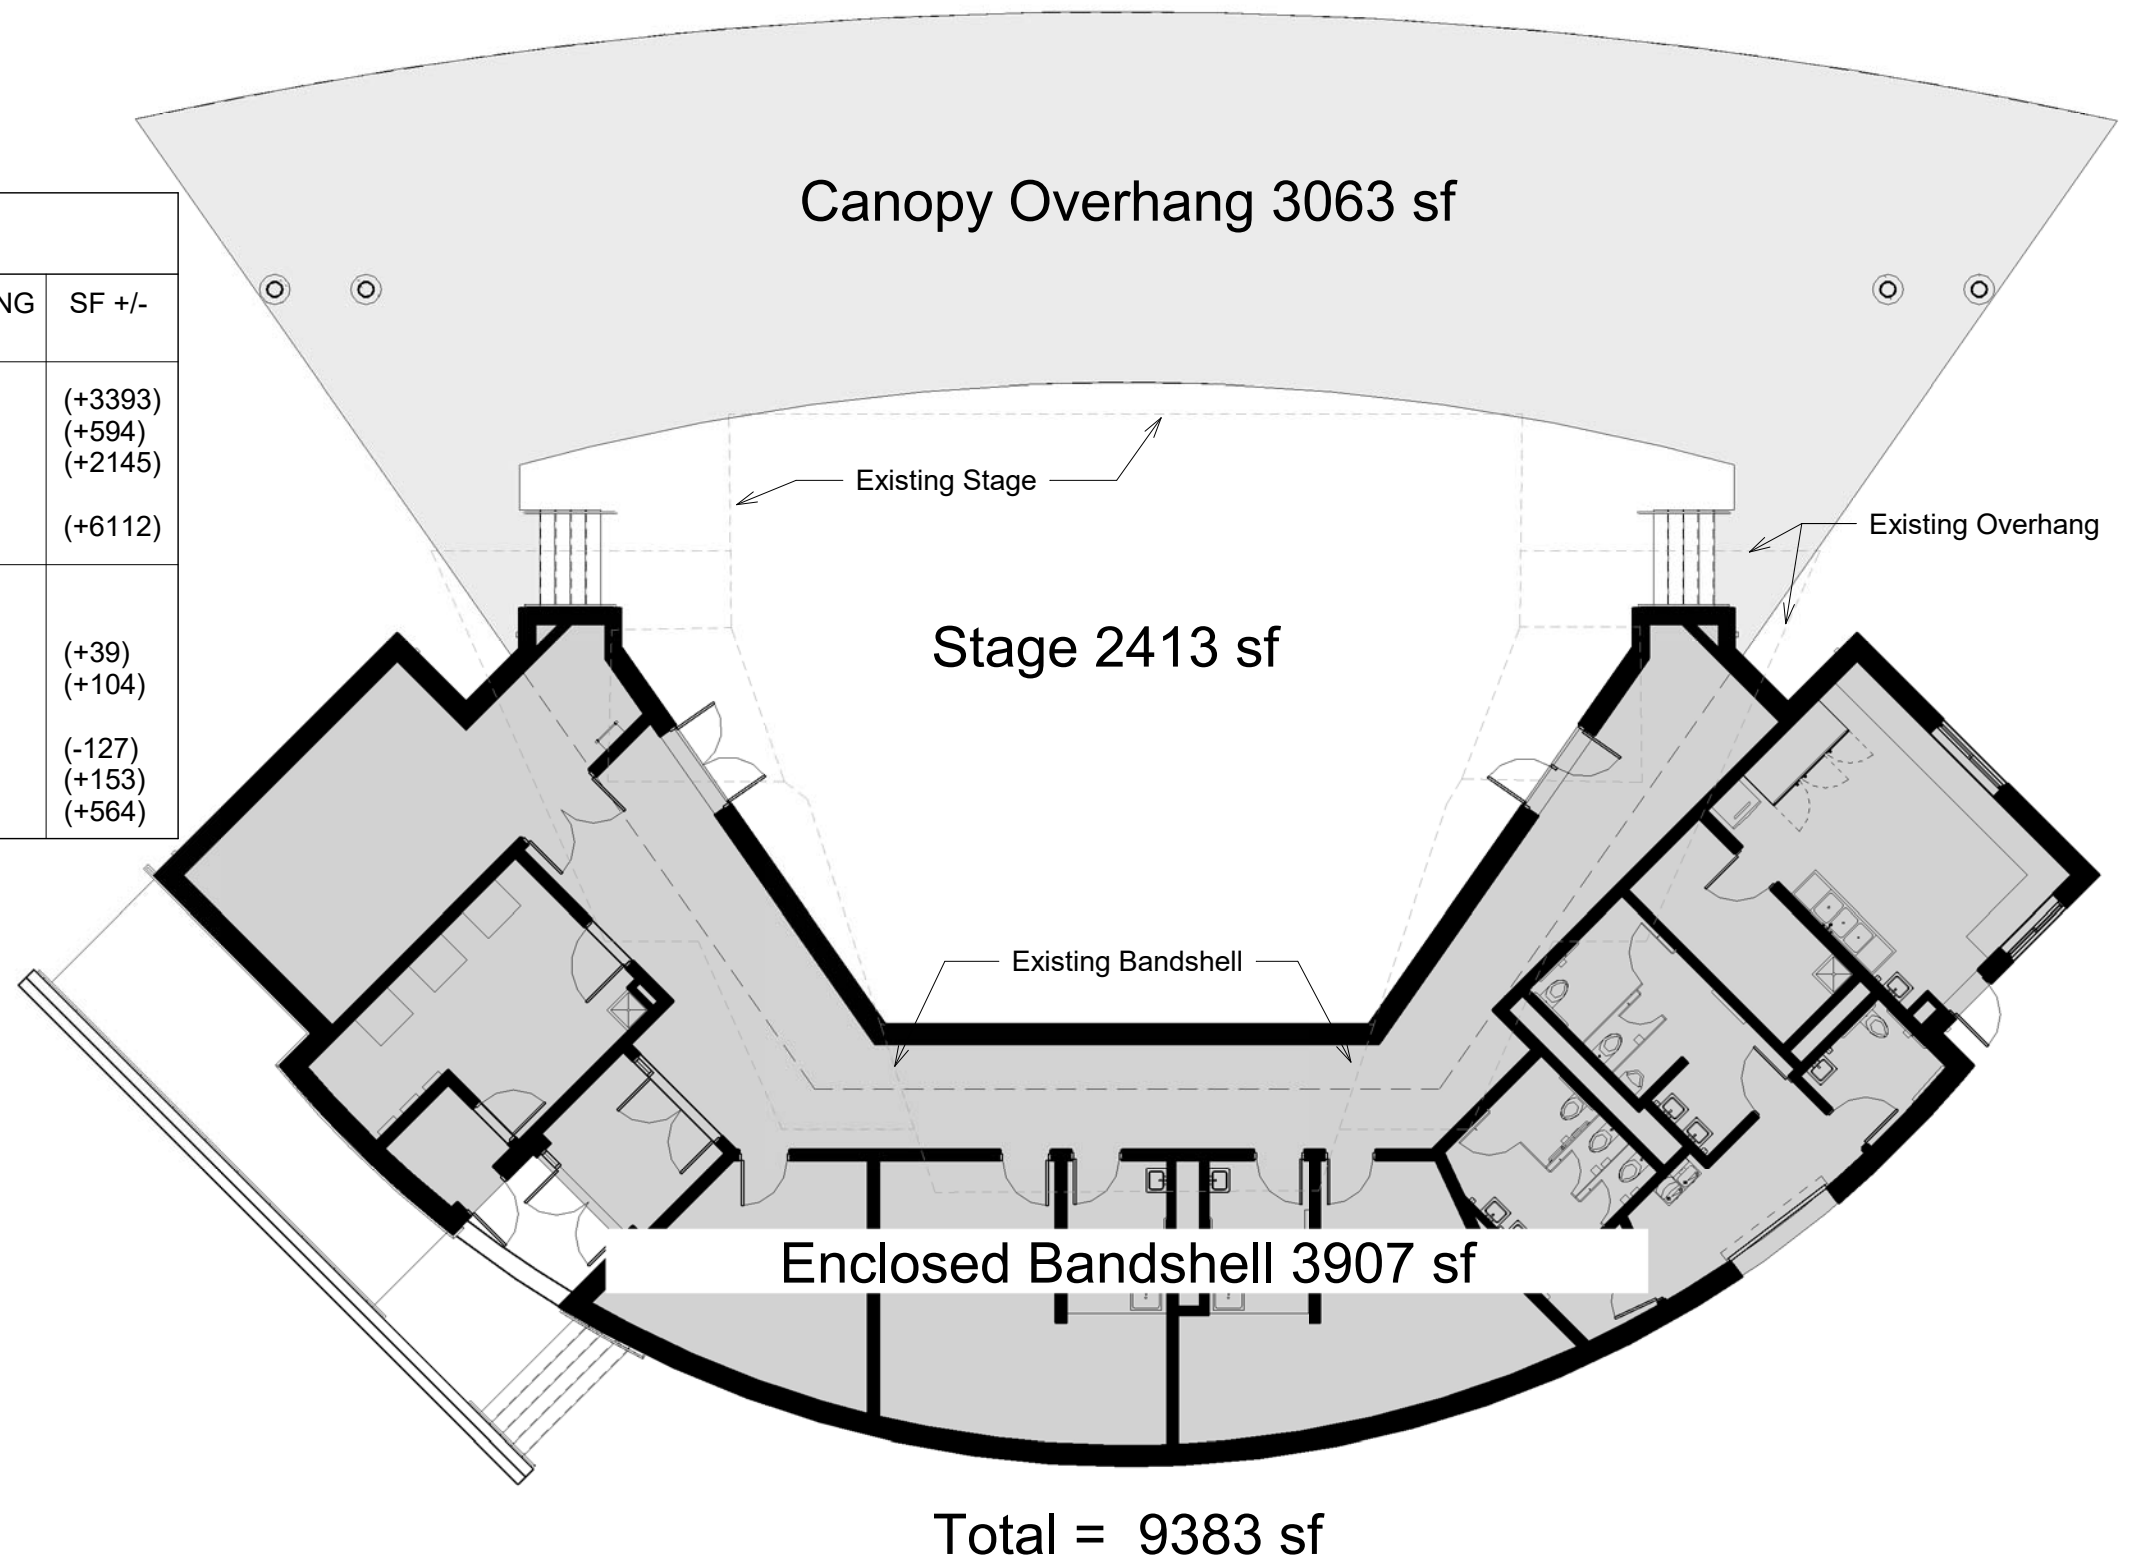 Canopy Overhang 3063 sf
NG SF +/-
(+3393)
(+594)
(+2145)
(+6112)
(+39)
(+104)
(-127)
(+153)
(+564)
Existing Stage
Existing Overhang
Stage 2413 sf
Existing Bandshell
Enclosed Bandshell 3907 sf
Total = 9383 sf